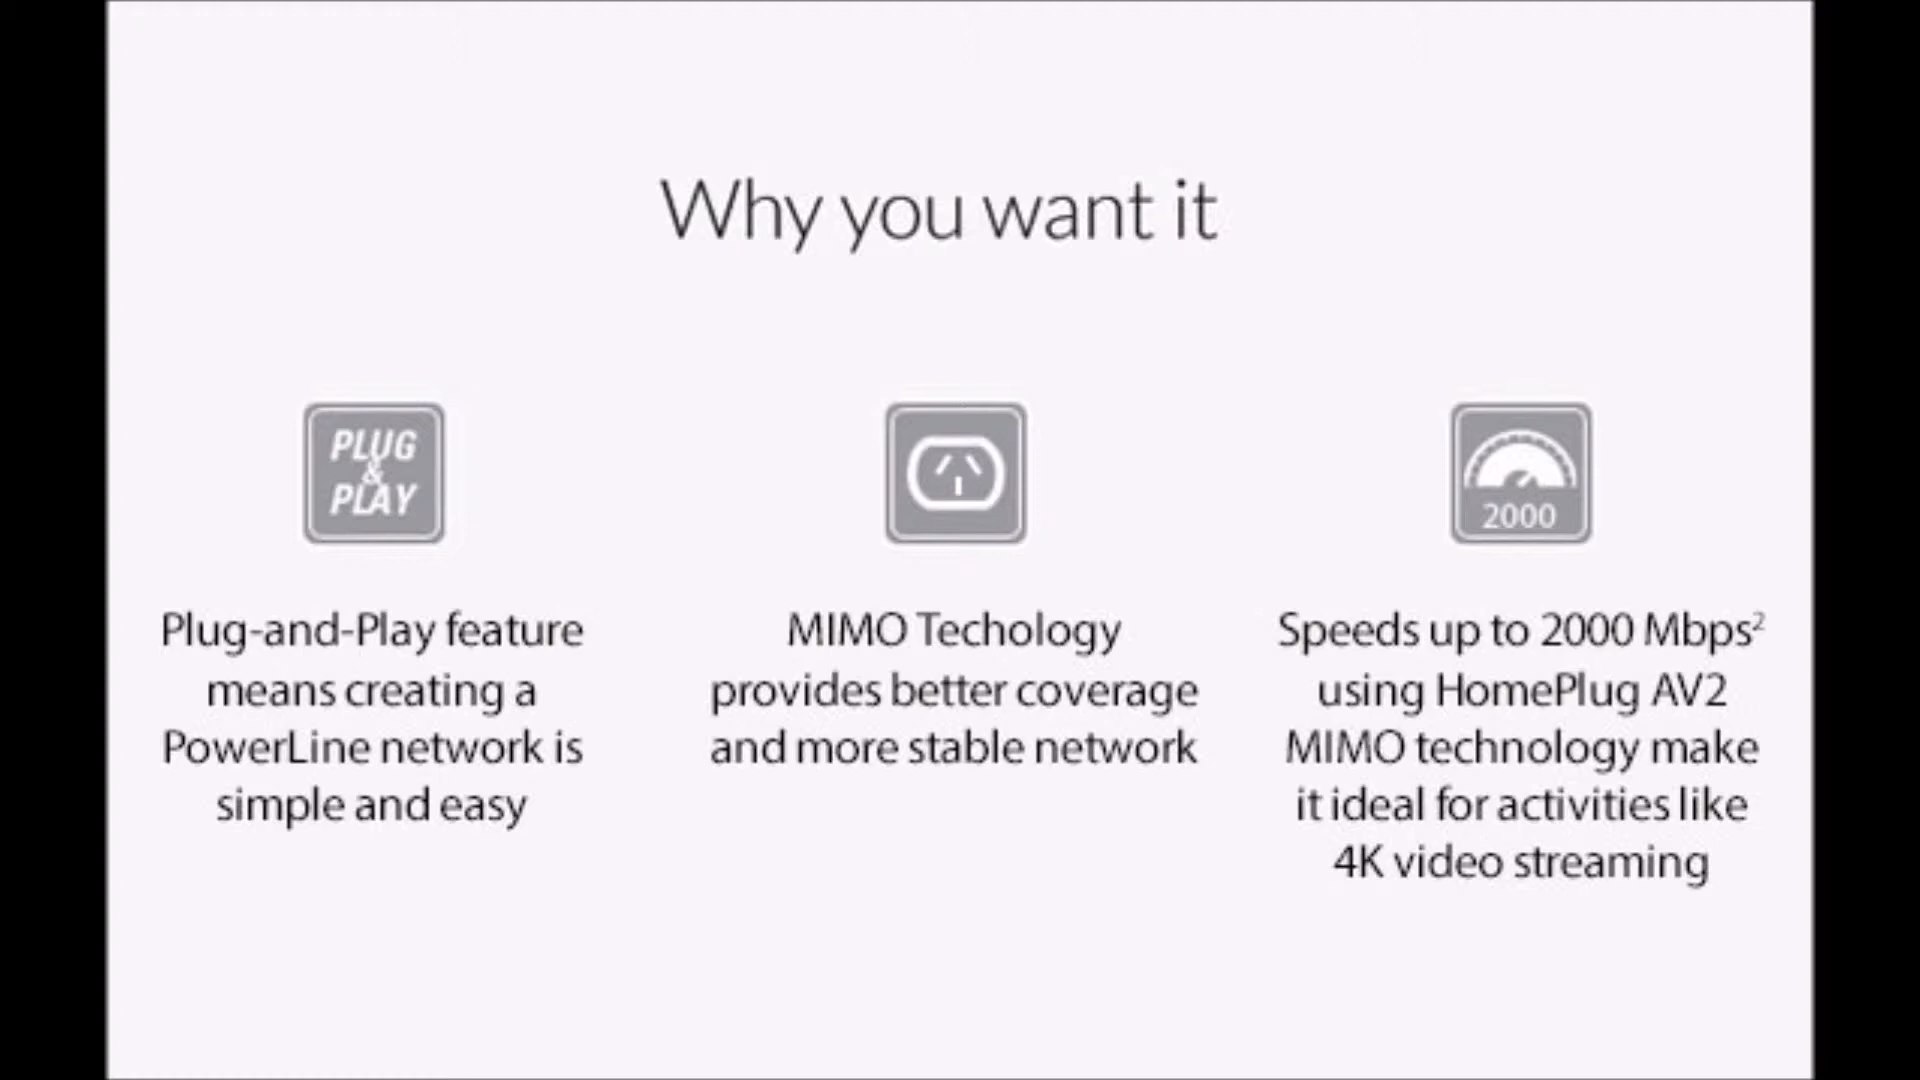 Why you want it
PLUG
&
PLAY
2000
Plug-and-Play feature
means creating a
PowerLine network is
simple and easy
MIMO Techology
provides better coverage
and more stable network
Speeds up to 2000 Mbps²
using HomePlug AV2
MIMO technology make
it ideal for activities like
4K video streaming